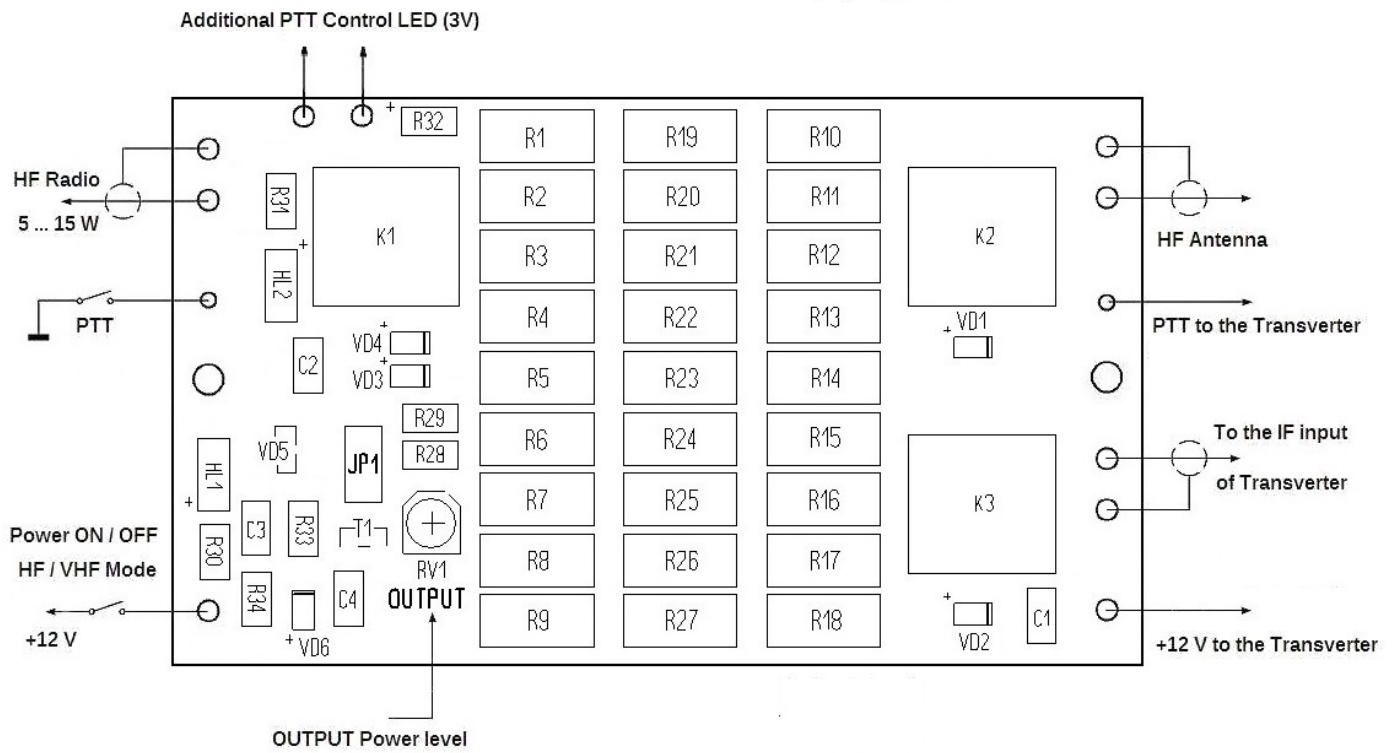 Additional PTT Control LED (3V)
+ R32
R1 R19 R10
HF Radio
5 ... 15 W
R31
R2 R20 R11
K1
K2
HF Antenna
+
HL2
R3 R21 R12
PTT
R4 R22 R13
+
VD4
+
VD3
C2
+ VD1
PTT to the Transverter
R5 R23 R14
R29
R28
VD5
JP1
R6 R24 R15
To the IF input
of Transverter
HL1
+
R7 R25 R16
K3
C3
R33
T1
RV1
OUTPUT
Power ON / OFF
HF / VHF Mode
+12 V
R30
R34
R8 R26 R17
C4
+ VD6
R9 R27 R18
+
VD2
C1
+12 V to the Transverter
OUTPUT Power level